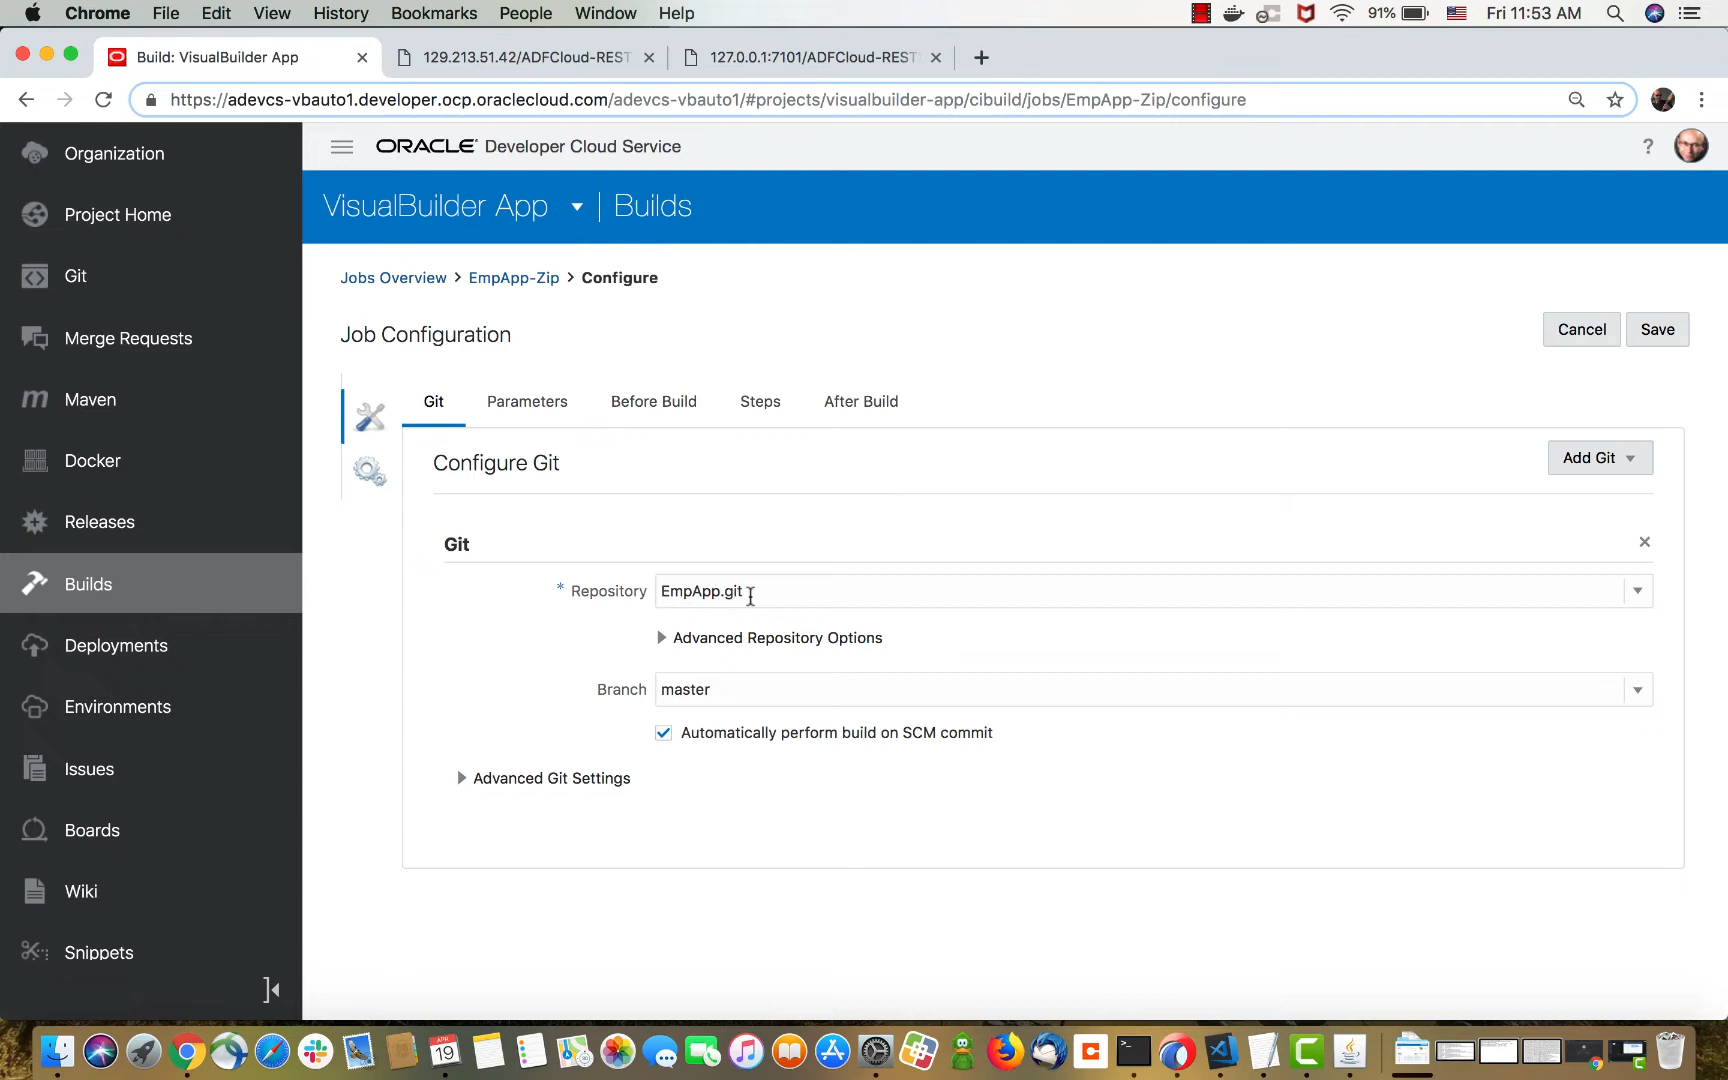 Chrome File Edit View History Bookmarks People Window Help 91% Fri 11:53 AM
Build: VisualBuilder App 129.213.51.42/ADFCloud-REST 127.0.0.1:7101/ADFCloud-REST
https://adevcs-vbauto1.developer.ocp.oraclecloud.com/adevcs-vbauto1/#projects/visualbuilder-app/cibuild/jobs/EmpApp-Zip/configure
Organization
Project Home
Git
Merge Requests
Maven
Docker
Releases
Builds
Deployments
Environments
Issues
Boards
Wiki
Snippets
ORACLE Developer Cloud Service ?
VisualBuilder App | Builds
Jobs Overview > EmpApp-Zip > Configure
Job Configuration
Cancel Save
Git Parameters Before Build Steps After Build
Configure Git
Add Git
Git
* Repository EmpApp.git
Advanced Repository Options
Branch master
Automatically perform build on SCM commit
Advanced Git Settings
APR
19